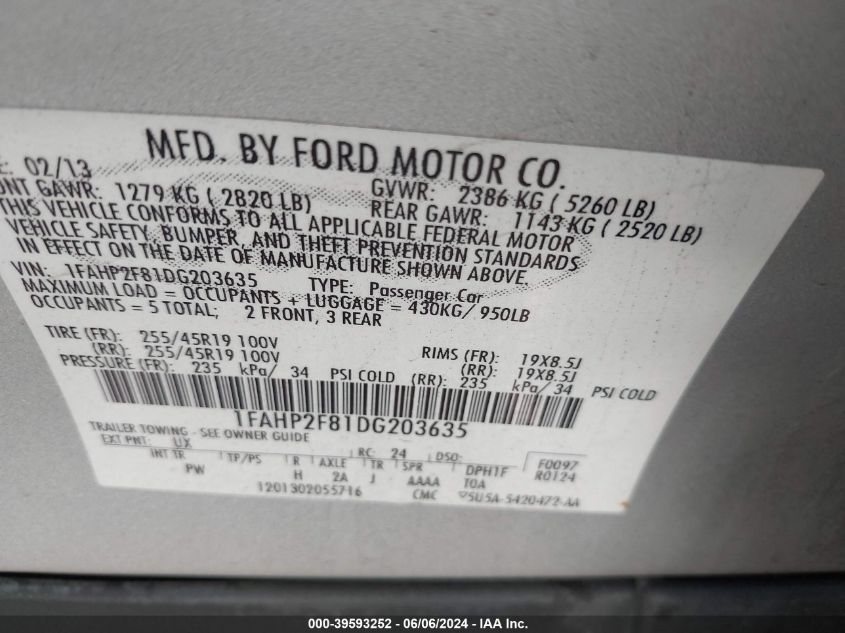 MFD. BY FORD MOTOR CO.
E: 02/13
ONT GAWR: 1279 KG ( 2820 LB)
GVWR: 2386 KG ( 5260 LB)
REAR GAWR: 1143 KG ( 2520 LB)
THIS VEHICLE CONFORMS TO ALL APPLICABLE FEDERAL MOTOR
VEHICLE SAFETY, BUMPER, AND THEFT PREVENTION STANDARDS
IN EFFECT ON THE DATE OF MANUFACTURE SHOWN ABOVE.
VIN: 1FAHP2F81DG203635 TYPE: Passenger Car
MAXIMUM LOAD = OCCUPANTS + LUGGAGE = 430KG/ 950LB
OCCUPANTS = 5 TOTAL; 2 FRONT, 3 REAR
TIRE (FR): 255/45R19 100V RIMS (FR): 19X8.5J
(RR): 255/45R19 100V (RR): 19X8.5J
PRESSURE (FR): 235 kPa/ 34 PSI COLD (RR): 235 kPa/ 34 PSI COLD
1FAHP2F81DG203635
TRAILER TOWING - SEE OWNER GUIDE
EXT PNT: UX RC: 24 DSO: F0097
INT TR TP/PS R AXLE TR SPR DPH1F R0124
PW H 2A J AAAA TOA
1201302055716 CMC 5U5A-5420472-AA
000-39593252 - 06/06/2024 - IAA Inc.